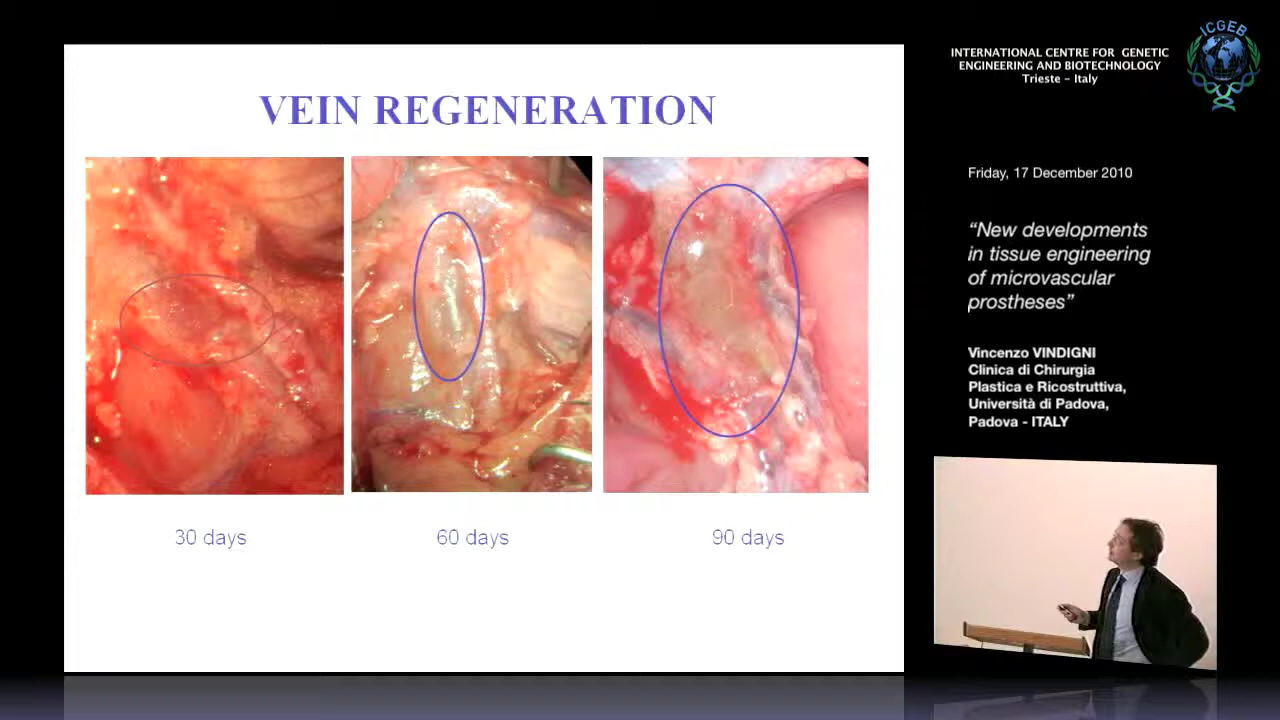 VEIN REGENERATION
30 days
60 days
90 days
INTERNATIONAL CENTRE FOR GENETIC
ENGINEERING AND BIOTECHNOLOGY
Trieste - Italy
ICGEB
Friday, 17 December 2010
“New developments
in tissue engineering
of microvascular
prostheses”
Vincenzo VINDIGNI
Clinica di Chirurgia
Plastica e Ricostruttiva,
Università di Padova,
Padova - ITALY